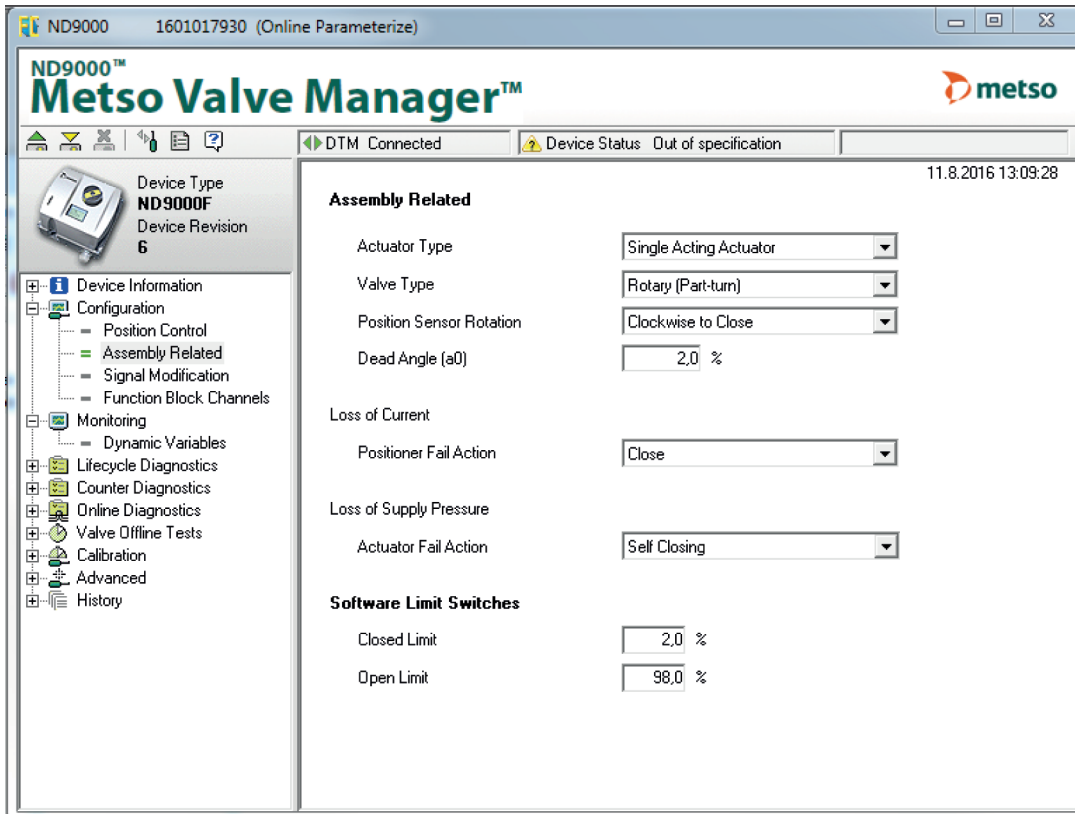 ND9000 1601017930 (Online Parameterize)
ND9000™
Metso Valve Manager™
metso
DTM Connected
Device Status Out of specification
Device Type
ND9000F
Device Revision
6
11.8.2016 13:09:28
Device Information
Configuration
Position Control
Assembly Related
Signal Modification
Function Block Channels
Monitoring
Dynamic Variables
Lifecycle Diagnostics
Counter Diagnostics
Online Diagnostics
Valve Offline Tests
Calibration
Advanced
History
Assembly Related
Actuator Type Single Acting Actuator
Valve Type Rotary (Part-turn)
Position Sensor Rotation Clockwise to Close
Dead Angle (a0) 2,0 %
Loss of Current
Positioner Fail Action Close
Loss of Supply Pressure
Actuator Fail Action Self Closing
Software Limit Switches
Closed Limit 2,0 %
Open Limit 98,0 %